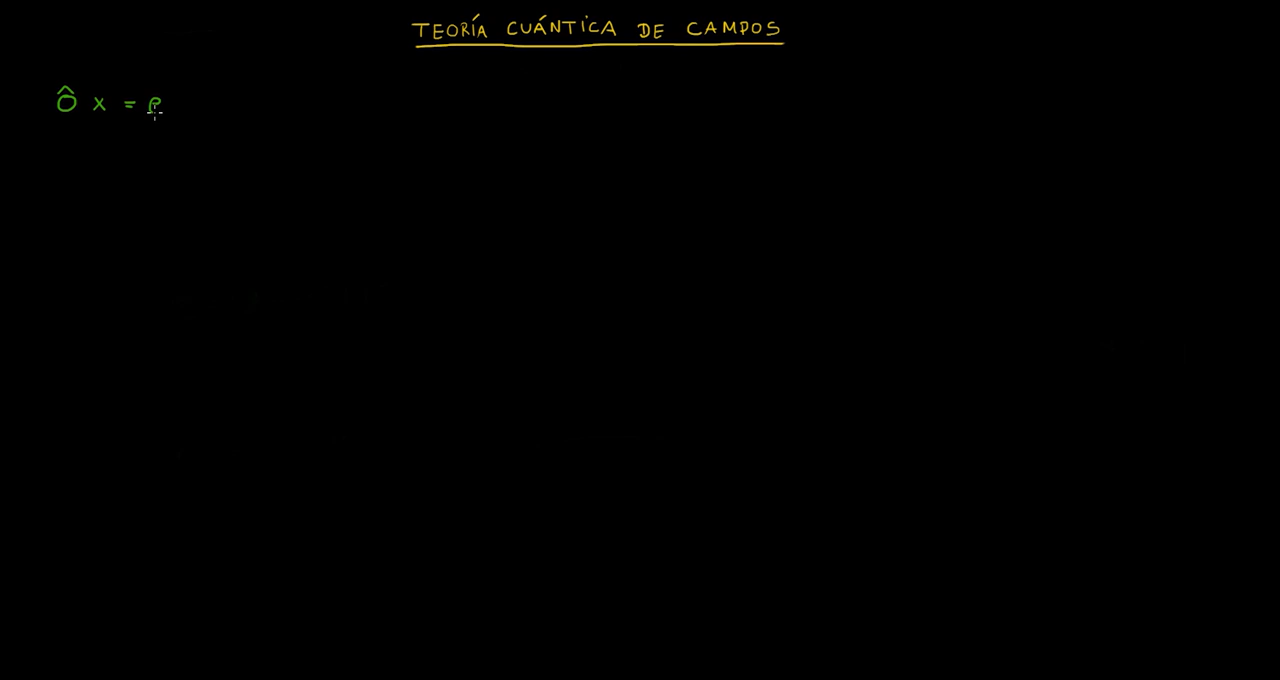 TEORÍA CUÁNTICA DE CAMPOS
Ô x = ρ